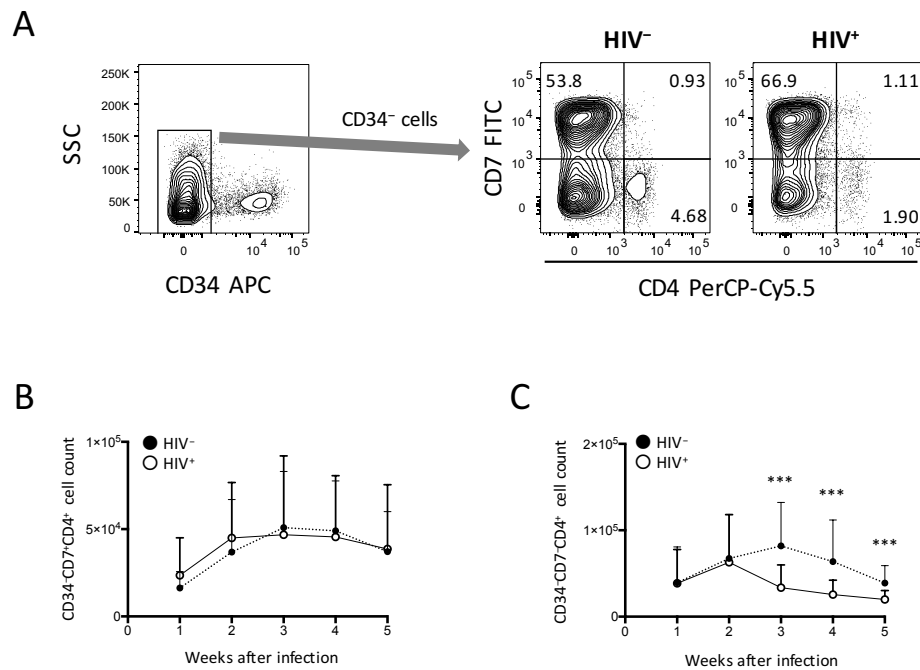 A
HIV⁻
HIV⁺
250K
200K
150K
100K
50K
0
SSC
0
10⁴
10⁵
CD34 APC
CD34⁻ cells
CD7 FITC
10⁵
10⁴
10³
0
53.8
0.93
4.68
0
10³
10⁴
10⁵
10⁵
10⁴
10³
0
66.9
1.11
1.90
0
10³
10⁴
10⁵
CD4 PerCP-Cy5.5
B
HIV⁻
HIV⁺
CD34⁻CD7⁺CD4⁺ cell count
1×10⁵
5×10⁴
0
0
1
2
3
4
5
Weeks after infection
C
HIV⁻
HIV⁺
CD34⁻CD7⁻CD4⁺ cell count
2×10⁵
1×10⁵
0
***
***
***
0
1
2
3
4
5
Weeks after infection